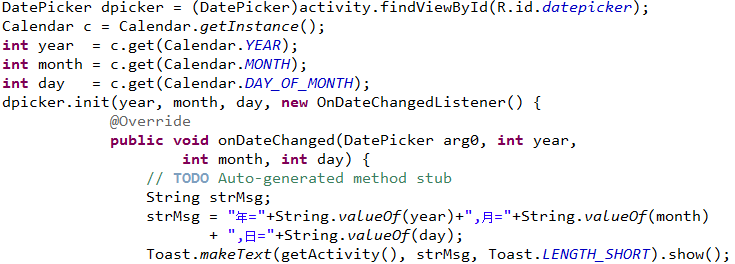 DatePicker dpicker = (DatePicker)activity.findViewById(R.id.datepicker);
Calendar c = Calendar.getInstance();
int year  = c.get(Calendar.YEAR);
int month = c.get(Calendar.MONTH);
int day   = c.get(Calendar.DAY_OF_MONTH);
dpicker.init(year, month, day, new OnDateChangedListener() {
            @Override
            public void onDateChanged(DatePicker arg0, int year,
                    int month, int day) {
                // TODO Auto-generated method stub
                String strMsg;
                strMsg = "年="+String.valueOf(year)+",月="+String.valueOf(month)
                       + ",日="+String.valueOf(day);
                Toast.makeText(getActivity(), strMsg, Toast.LENGTH_SHORT).show();